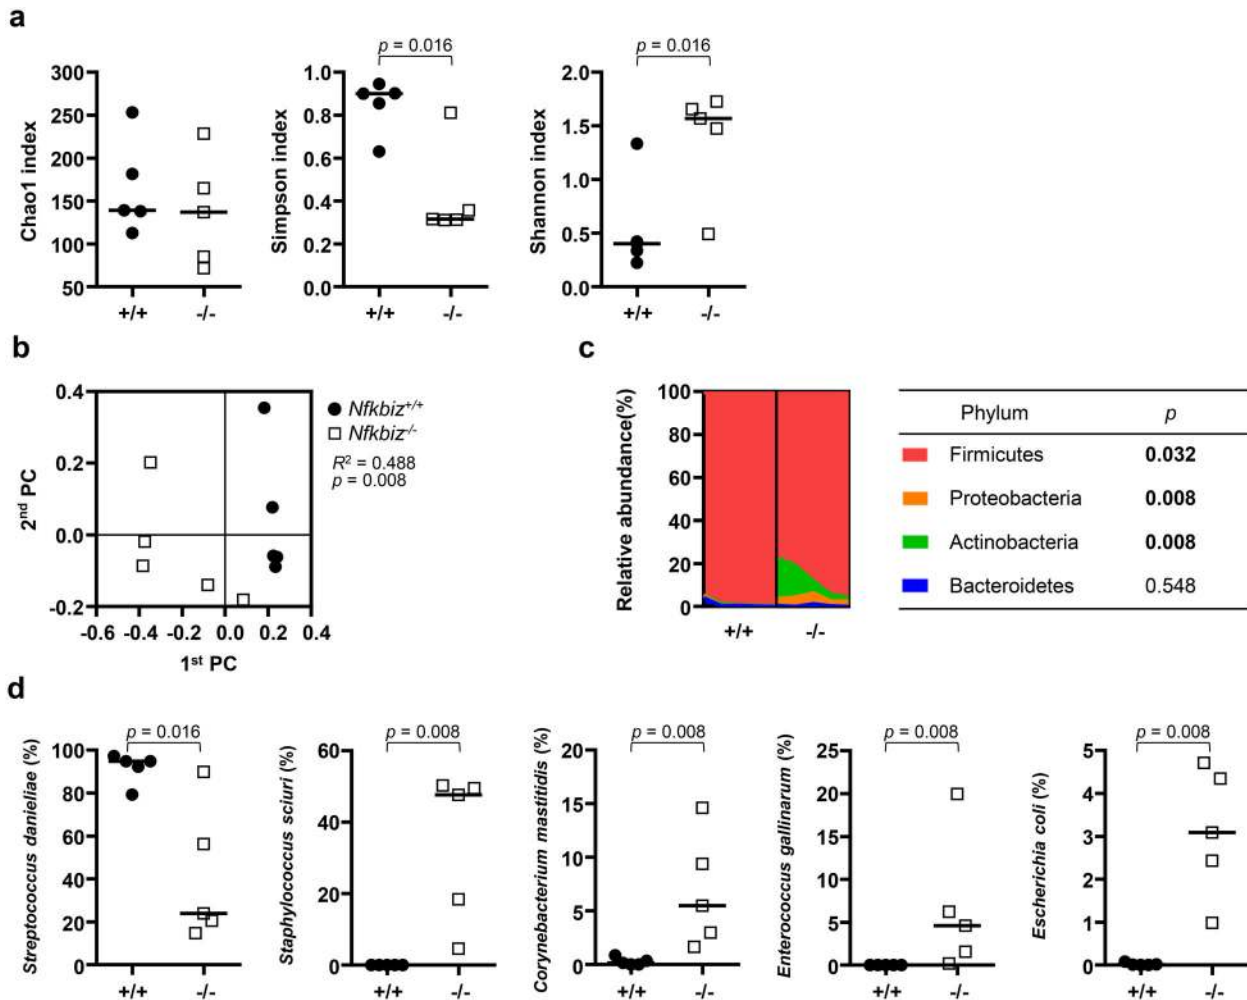 a
p = 0.016
p = 0.016
300
250
200
150
100
50
Chao1 index
+/+
-/-
1.0
0.8
0.6
0.4
0.2
0.0
Simpson index
+/+
-/-
2.0
1.5
1.0
0.5
0.0
Shannon index
+/+
-/-
b
0.4
0.2
0.0
-0.2
2nd PC
-0.6 -0.4 -0.2 0.0 0.2 0.4
1st PC
Nfkbiz+/+
Nfkbiz-/-
R² = 0.488
p = 0.008
c
100
80
60
40
20
0
Relative abundance(%)
+/+
-/-
Phylum p
Firmicutes 0.032
Proteobacteria 0.008
Actinobacteria 0.008
Bacteroidetes 0.548
d
p = 0.016
100
80
60
40
20
0
Streptococcus danieliae (%)
+/+
-/-
p = 0.008
60
40
20
0
Staphylococcus sciuri (%)
+/+
-/-
p = 0.008
20
15
10
5
0
Corynebacterium mastitidis (%)
+/+
-/-
p = 0.008
25
20
15
10
5
0
Enterococcus gallinarum (%)
+/+
-/-
p = 0.008
5
4
3
2
1
0
Escherichia coli (%)
+/+
-/-